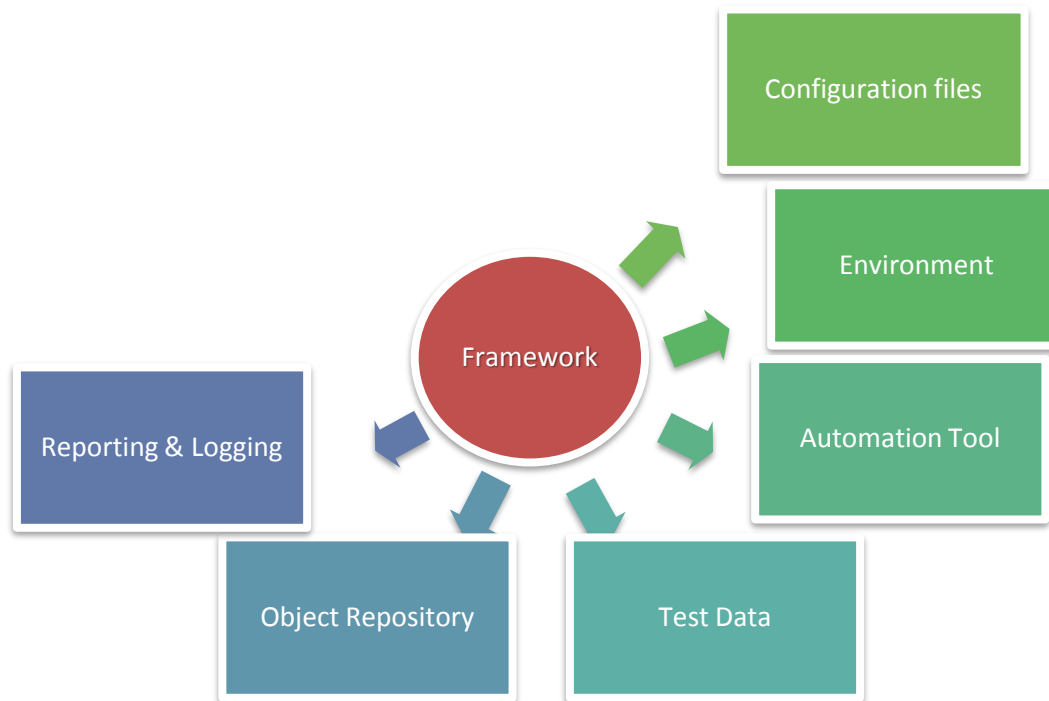 Configuration files
Environment
Framework
Automation Tool
Reporting & Logging
Object Repository
Test Data